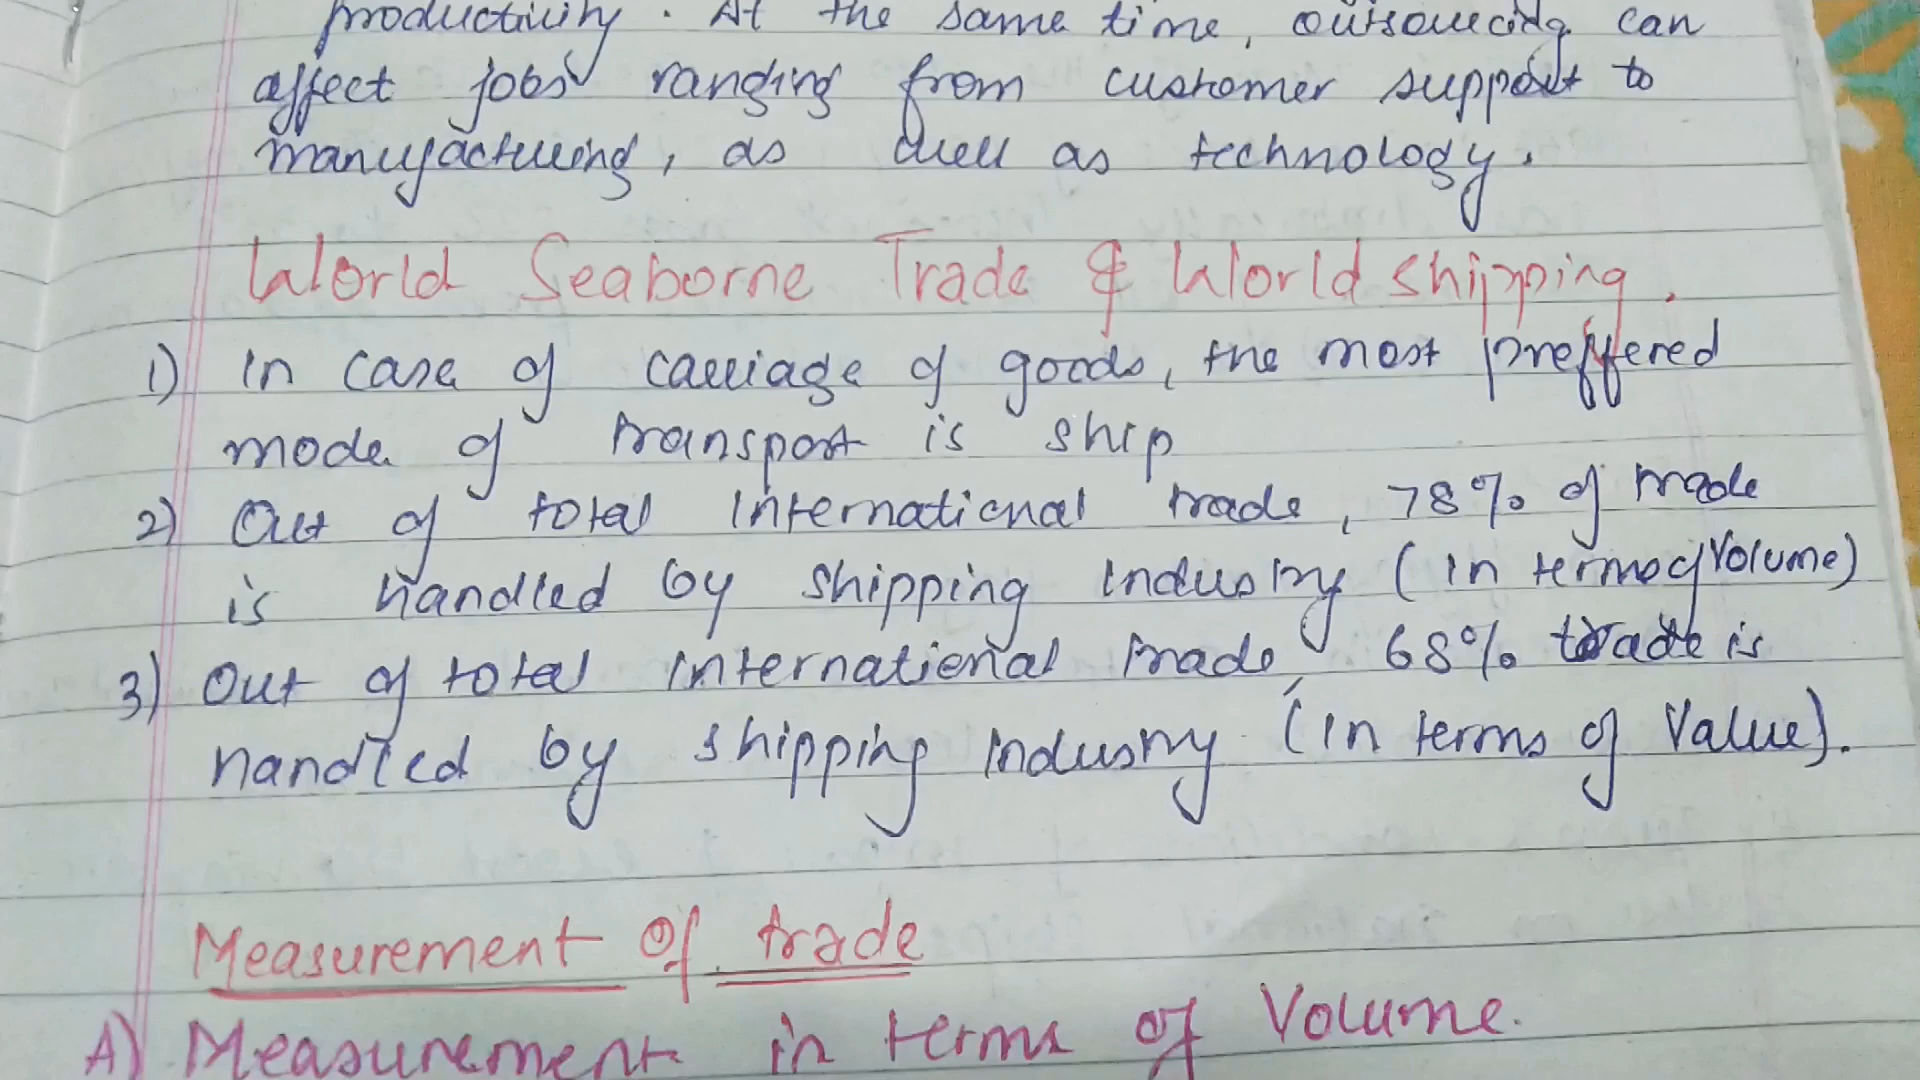 productivity. At the same time, outsourcing can
affect jobs ranging from customer support to
manufacturing, as well as technology.
World Seaborne Trade & World shipping.
1) In case of carriage of goods, the most preffered
mode of transport is ship
2) Out of total International trade, 78% of trade
is handled by shipping industry (in terms of Volume)
3) Out of total international trade, 68% trade is
handled by shipping industry (in terms of Value).
Measurement of trade
A) Measurement in terms of Volume.